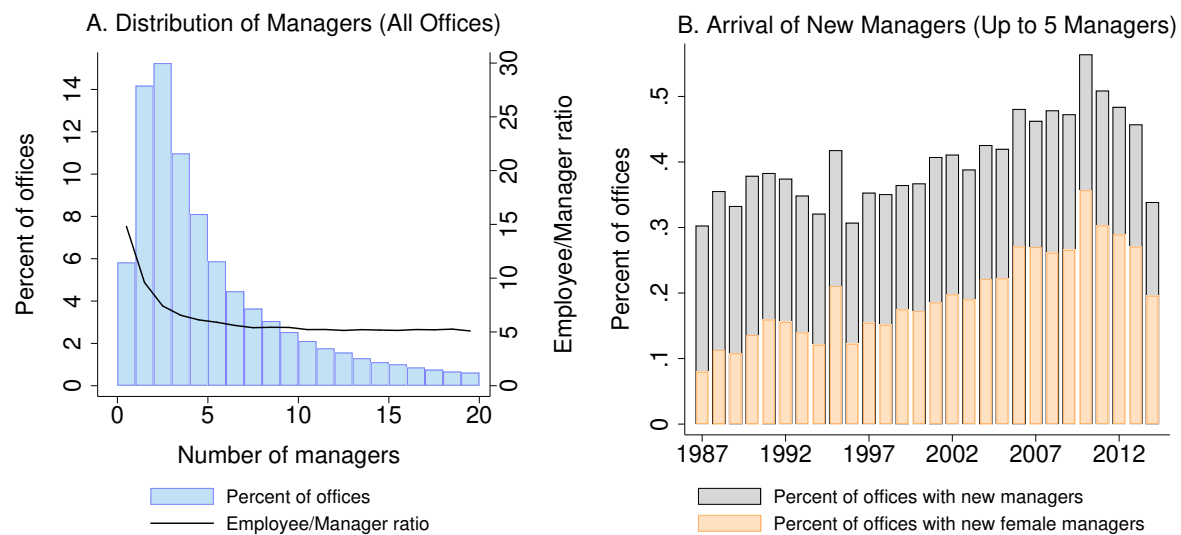 A. Distribution of Managers (All Offices)
Percent of offices
14
12
10
8
6
4
2
0
30
25
20
15
10
5
0
Employee/Manager ratio
0 5 10 15 20
Number of managers
Percent of offices
Employee/Manager ratio
B. Arrival of New Managers (Up to 5 Managers)
Percent of offices
.5
.4
.3
.2
.1
0
1987 1992 1997 2002 2007 2012
Percent of offices with new managers
Percent of offices with new female managers